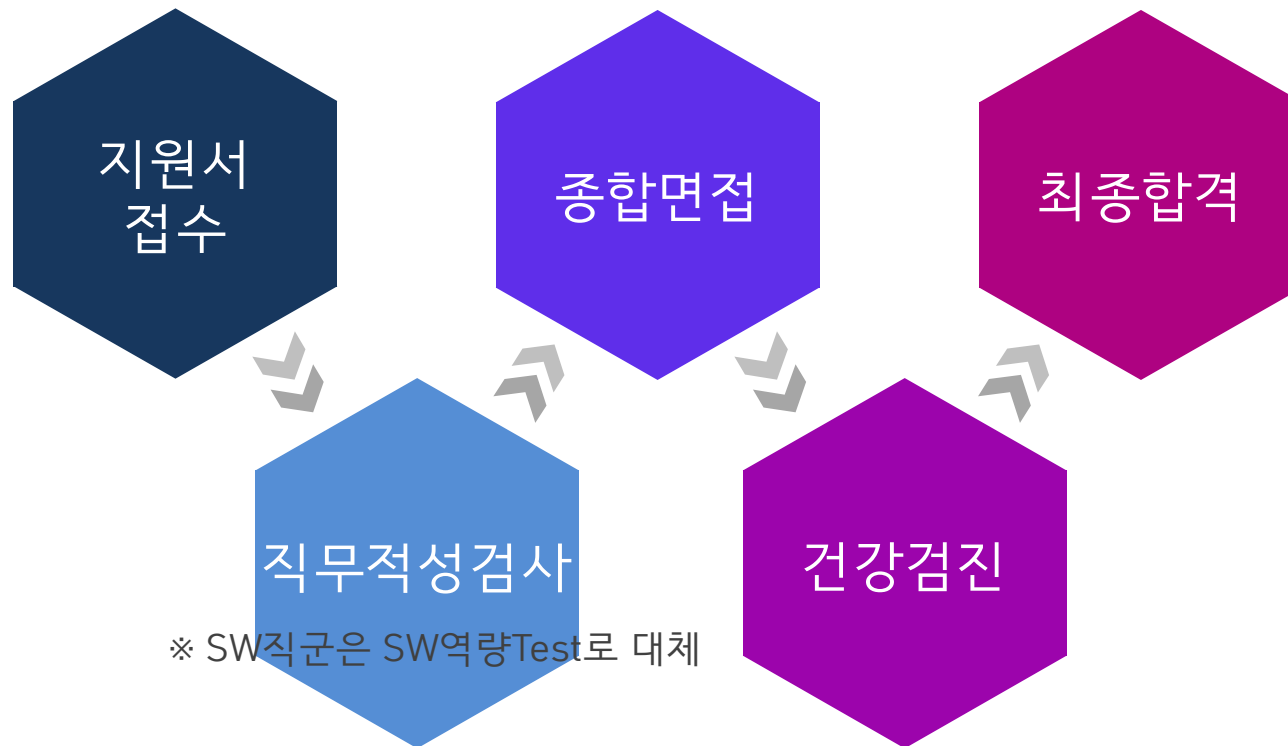 지원서
접수
직무적성검사
※ SW직군은 SW역량Test로 대체
종합면접
건강검진
최종합격